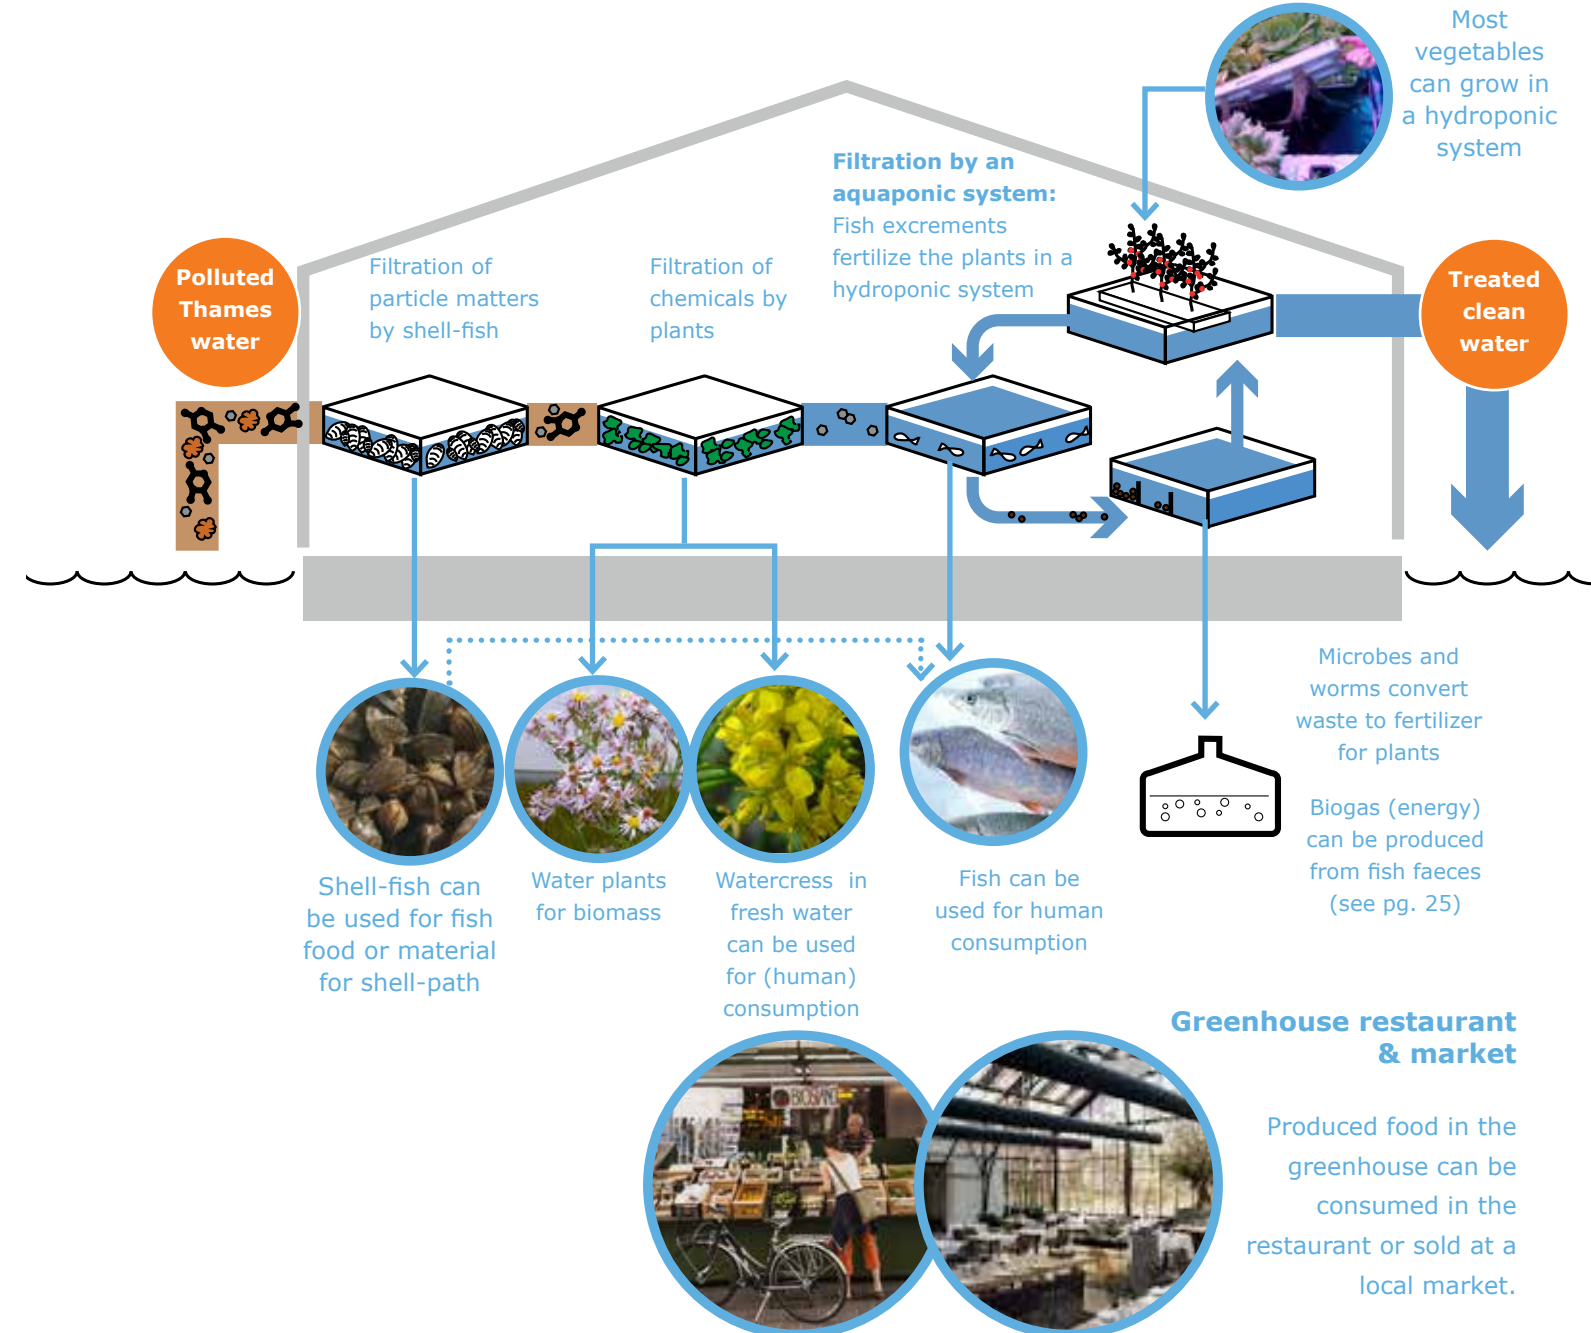 Most
vegetables
can grow in
a hydroponic
system
Filtration by an
aquaponic system:
Fish excrements
fertilize the plants in a
hydroponic system
Polluted
Thames
water
Filtration of
particle matters
by shell-fish
Filtration of
chemicals by
plants
Treated
clean
water
Microbes and
worms convert
waste to fertilizer
for plants
Biogas (energy)
can be produced
from fish faeces
(see pg. 25)
Shell-fish can
be used for fish
food or material
for shell-path
Water plants
for biomass
Watercress in
fresh water
can be used
for (human)
consumption
Fish can be
used for human
consumption
Greenhouse restaurant
& market
Produced food in the
greenhouse can be
consumed in the
restaurant or sold at a
local market.